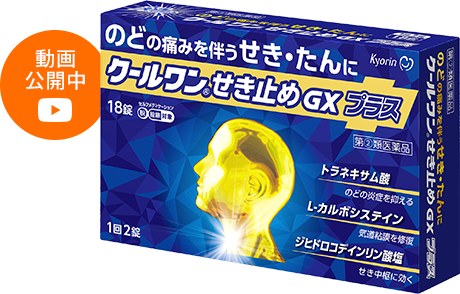 動画
公開中
のどの痛みを伴うせき・たんに
Kyorin
クールワン®せき止めGXプラス
18錠
セルフメディケーション
税 控除 対象
指定第②類医薬品
トラネキサム酸
のどの炎症を抑える
L-カルボシステイン
気道粘膜を修復
ジヒドロコデインリン酸塩
せき中枢に効く
1回2錠
のどの痛みを伴うせき・たんに
クールワンせき止めGX
プラス